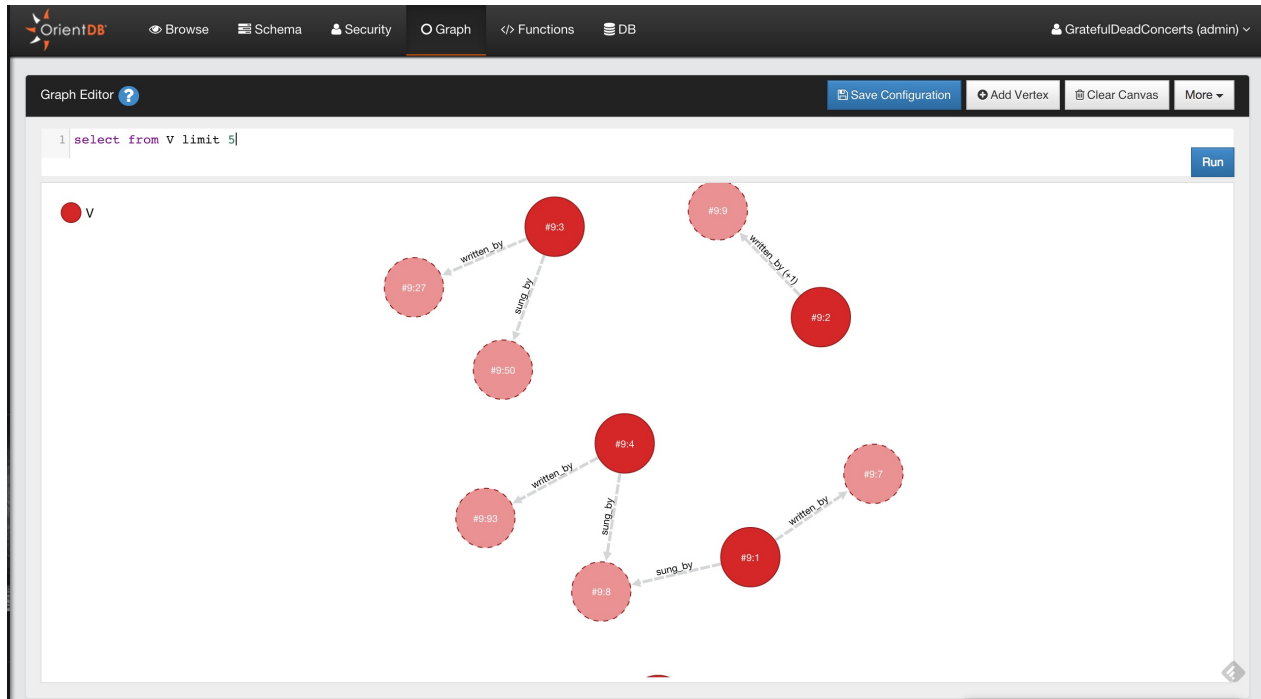 OrientDB Browse Schema Security Graph </> Functions DB GratefulDeadConcerts (admin)
Graph Editor ? Save Configuration Add Vertex Clear Canvas More
1 select from V limit 5
Run
V
#9:9
#9:3
written_by
written_by (+1)
#9:27
sung_by
#9:2
#9:50
#9:4
written_by
#9:7
sung_by
written_by
#9:93
#9:1
sung_by
#9:8